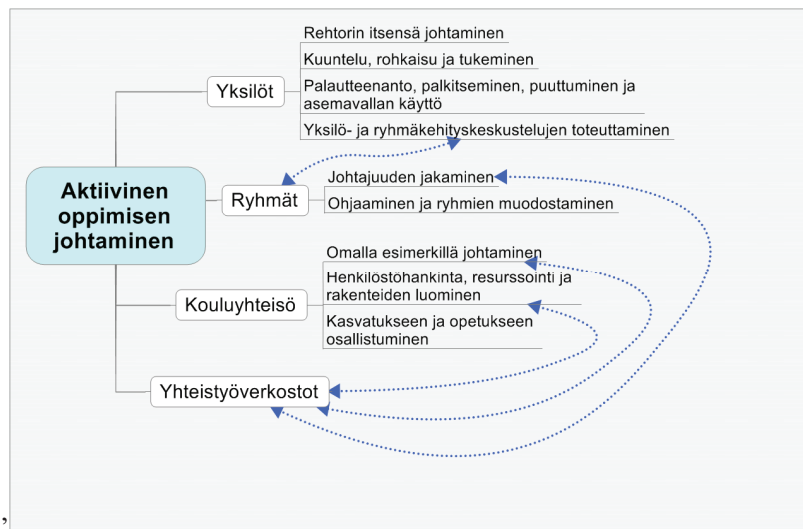 Rehtorin itsensä johtaminen
Kuuntelu, rohkaisu ja tukeminen
Yksilöt
Palautteenanto, palkitseminen, puuttuminen ja
asemavallan käyttö
Yksilö- ja ryhmäkehityskeskustelujen toteuttaminen
Aktiivinen
oppimisen
johtaminen
Ryhmät
Johtajuuden jakaminen
Ohjaaminen ja ryhmien muodostaminen
Kouluyhteisö
Omalla esimerkillä johtaminen
Henkilöstöhankinta, resurssointi ja
rakenteiden luominen
Kasvatukseen ja opetukseen
osallistuminen
Yhteistyöverkostot
,